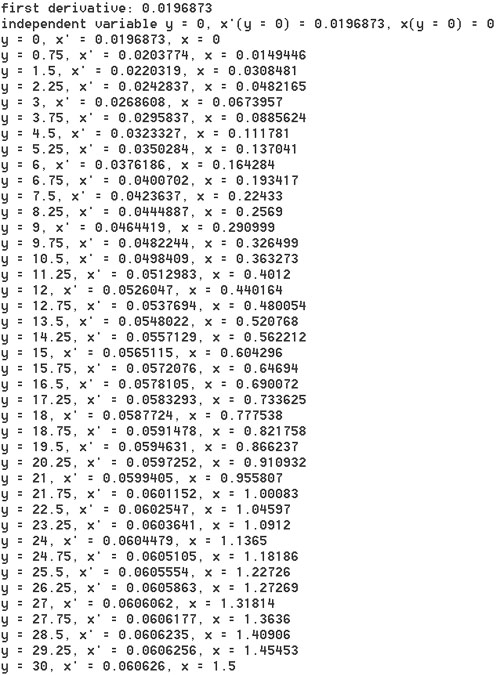 first derivative: 0.0196873
independent variable y = 0, x'(y = 0) = 0.0196873, x(y = 0) = 0
y = 0, x' = 0.0196873, x = 0
y = 0.75, x' = 0.0203774, x = 0.0149446
y = 1.5, x' = 0.0220319, x = 0.0308481
y = 2.25, x' = 0.0242837, x = 0.0482165
y = 3, x' = 0.0268608, x = 0.0673957
y = 3.75, x' = 0.0295837, x = 0.0885624
y = 4.5, x' = 0.0323327, x = 0.111781
y = 5.25, x' = 0.0350284, x = 0.137041
y = 6, x' = 0.0376186, x = 0.164284
y = 6.75, x' = 0.0400702, x = 0.193417
y = 7.5, x' = 0.0423637, x = 0.22433
y = 8.25, x' = 0.0444887, x = 0.2569
y = 9, x' = 0.0464419, x = 0.290999
y = 9.75, x' = 0.0482244, x = 0.326499
y = 10.5, x' = 0.0498409, x = 0.363273
y = 11.25, x' = 0.0512983, x = 0.4012
y = 12, x' = 0.0526047, x = 0.440164
y = 12.75, x' = 0.0537694, x = 0.480054
y = 13.5, x' = 0.0548022, x = 0.520768
y = 14.25, x' = 0.0557129, x = 0.562212
y = 15, x' = 0.0565115, x = 0.604296
y = 15.75, x' = 0.0572076, x = 0.64694
y = 16.5, x' = 0.0578105, x = 0.690072
y = 17.25, x' = 0.0583293, x = 0.733625
y = 18, x' = 0.0587724, x = 0.777538
y = 18.75, x' = 0.0591478, x = 0.821758
y = 19.5, x' = 0.0594631, x = 0.866237
y = 20.25, x' = 0.0597252, x = 0.910932
y = 21, x' = 0.0599405, x = 0.955807
y = 21.75, x' = 0.0601152, x = 1.00083
y = 22.5, x' = 0.0602547, x = 1.04597
y = 23.25, x' = 0.0603641, x = 1.0912
y = 24, x' = 0.0604479, x = 1.1365
y = 24.75, x' = 0.0605105, x = 1.18186
y = 25.5, x' = 0.0605554, x = 1.22726
y = 26.25, x' = 0.0605863, x = 1.27269
y = 27, x' = 0.0606062, x = 1.31814
y = 27.75, x' = 0.0606177, x = 1.3636
y = 28.5, x' = 0.0606235, x = 1.40906
y = 29.25, x' = 0.0606256, x = 1.45453
y = 30, x' = 0.060626, x = 1.5